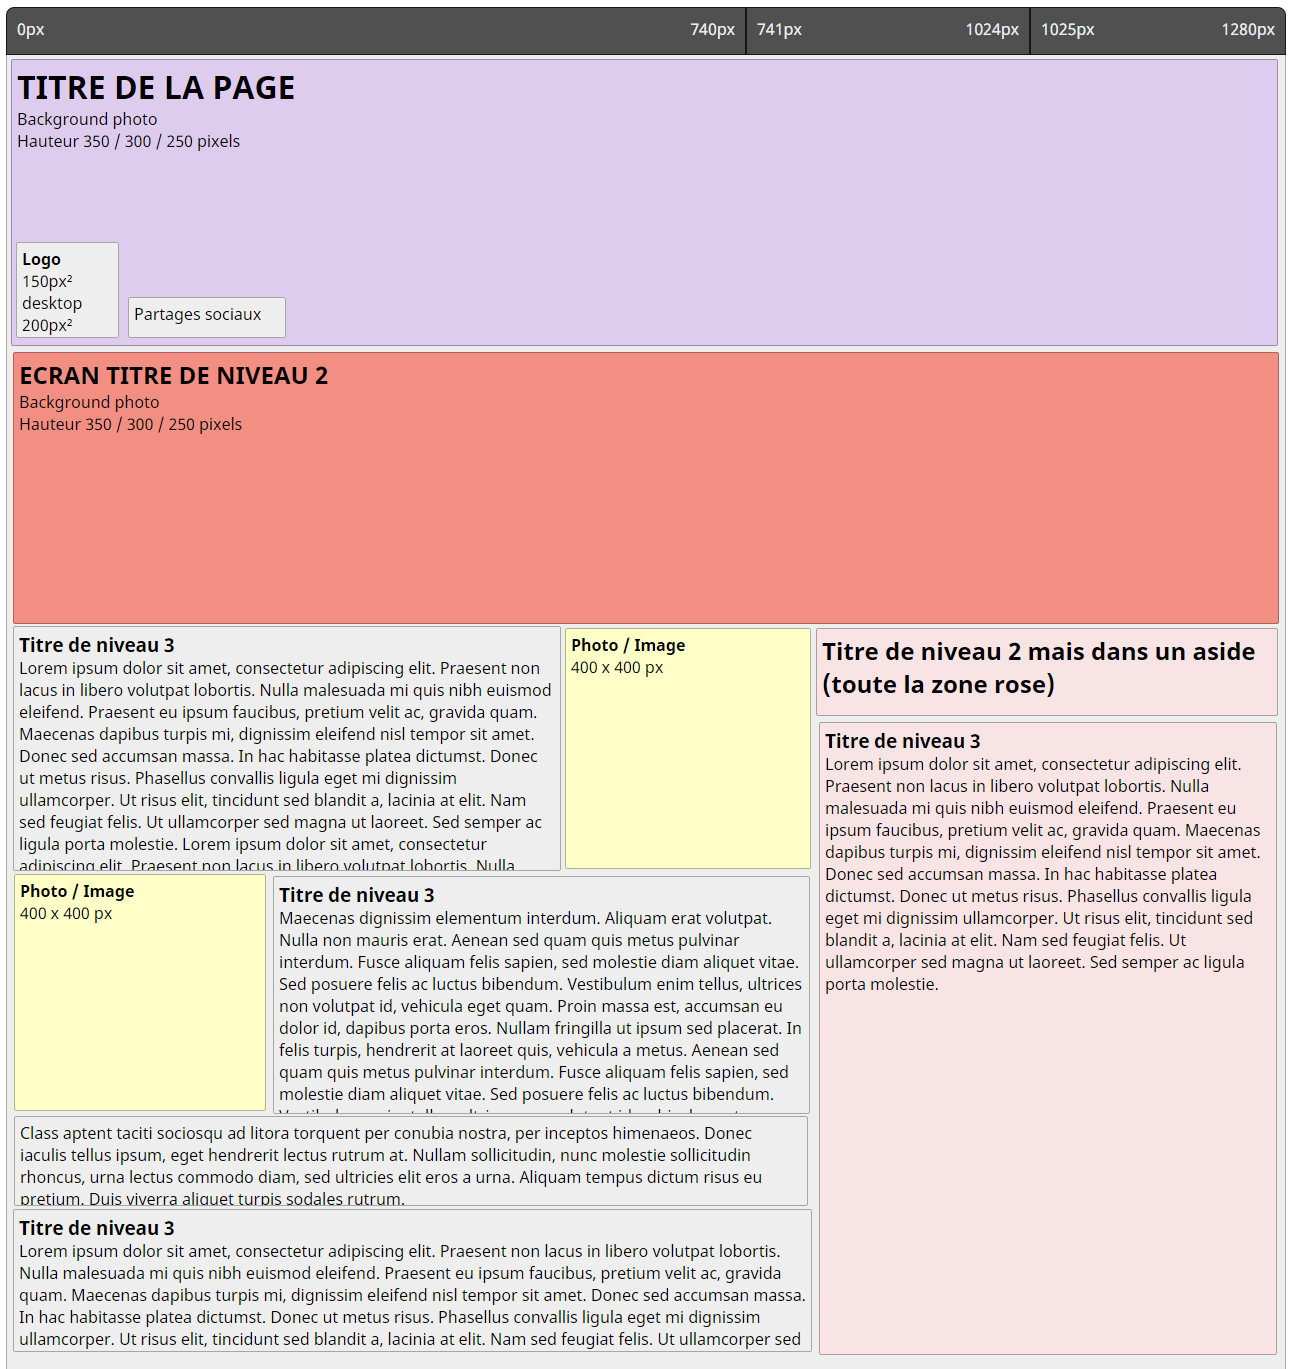 0px 740px 741px 1024px 1025px 1280px
TITRE DE LA PAGE
Background photo
Hauteur 350 / 300 / 250 pixels
Logo
150px²
desktop
200px²
Partages sociaux
ECRAN TITRE DE NIVEAU 2
Background photo
Hauteur 350 / 300 / 250 pixels
Titre de niveau 3
Lorem ipsum dolor sit amet, consectetur adipiscing elit. Praesent non
lacus in libero volutpat lobortis. Nulla malesuada mi quis nibh euismod
eleifend. Praesent eu ipsum faucibus, pretium velit ac, gravida quam.
Maecenas dapibus turpis mi, dignissim eleifend nisl tempor sit amet.
Donec sed accumsan massa. In hac habitasse platea dictumst. Donec
ut metus risus. Phasellus convallis ligula eget mi dignissim
ullamcorper. Ut risus elit, tincidunt sed blandit a, lacinia at elit. Nam
sed feugiat felis. Ut ullamcorper sed magna ut laoreet. Sed semper ac
ligula porta molestie. Lorem ipsum dolor sit amet, consectetur
adipiscing elit. Praesent non lacus in libero volutpat lobortis. Nulla
Photo / Image
400 x 400 px
Titre de niveau 2 mais dans un aside
(toute la zone rose)
Titre de niveau 3
Lorem ipsum dolor sit amet, consectetur adipiscing elit.
Praesent non lacus in libero volutpat lobortis. Nulla
malesuada mi quis nibh euismod eleifend. Praesent eu
ipsum faucibus, pretium velit ac, gravida quam. Maecenas
dapibus turpis mi, dignissim eleifend nisl tempor sit amet.
Donec sed accumsan massa. In hac habitasse platea
dictumst. Donec ut metus risus. Phasellus convallis ligula
eget mi dignissim ullamcorper. Ut risus elit, tincidunt sed
blandit a, lacinia at elit. Nam sed feugiat felis. Ut
ullamcorper sed magna ut laoreet. Sed semper ac ligula
porta molestie.
Photo / Image
400 x 400 px
Titre de niveau 3
Maecenas dignissim elementum interdum. Aliquam erat volutpat.
Nulla non mauris erat. Aenean sed quam quis metus pulvinar
interdum. Fusce aliquam felis sapien, sed molestie diam aliquet vitae.
Sed posuere felis ac luctus bibendum. Vestibulum enim tellus, ultrices
non volutpat id, vehicula eget quam. Proin massa est, accumsan eu
dolor id, dapibus porta eros. Nullam fringilla ut ipsum sed placerat. In
felis turpis, hendrerit at laoreet quis, vehicula a metus. Aenean sed
quam quis metus pulvinar interdum. Fusce aliquam felis sapien, sed
molestie diam aliquet vitae. Sed posuere felis ac luctus bibendum.
Class aptent taciti sociosqu ad litora torquent per conubia nostra, per inceptos himenaeos. Donec
iaculis tellus ipsum, eget hendrerit lectus rutrum at. Nullam sollicitudin, nunc molestie sollicitudin
rhoncus, urna lectus commodo diam, sed ultricies elit eros a urna. Aliquam tempus dictum risus eu
pretium. Duis viverra aliquet turpis sodales rutrum.
Titre de niveau 3
Lorem ipsum dolor sit amet, consectetur adipiscing elit. Praesent non lacus in libero volutpat lobortis.
Nulla malesuada mi quis nibh euismod eleifend. Praesent eu ipsum faucibus, pretium velit ac, gravida
quam. Maecenas dapibus turpis mi, dignissim eleifend nisl tempor sit amet. Donec sed accumsan massa.
In hac habitasse platea dictumst. Donec ut metus risus. Phasellus convallis ligula eget mi dignissim
ullamcorper. Ut risus elit, tincidunt sed blandit a, lacinia at elit. Nam sed feugiat felis. Ut ullamcorper sed